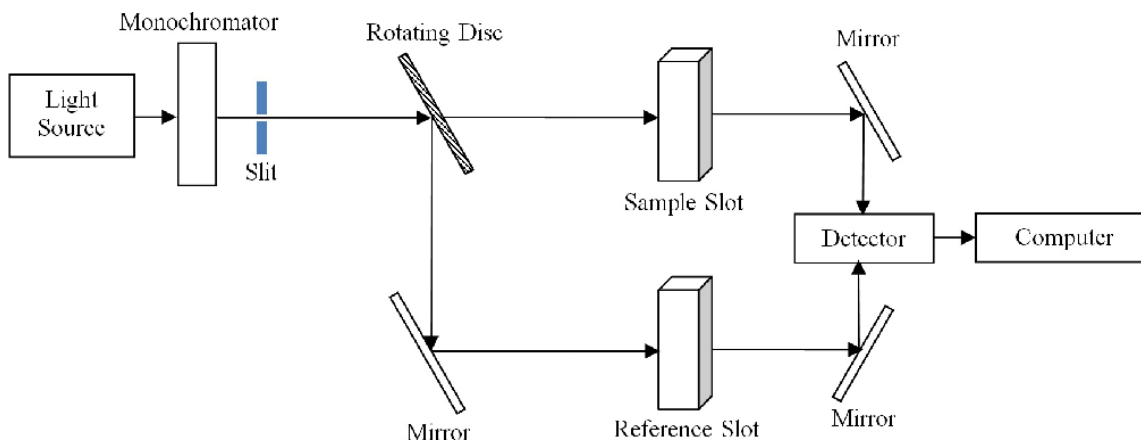 Monochromator
Rotating Disc
Mirror
Light
Source
Slit
Sample Slot
Detector
Computer
Mirror
Reference Slot
Mirror